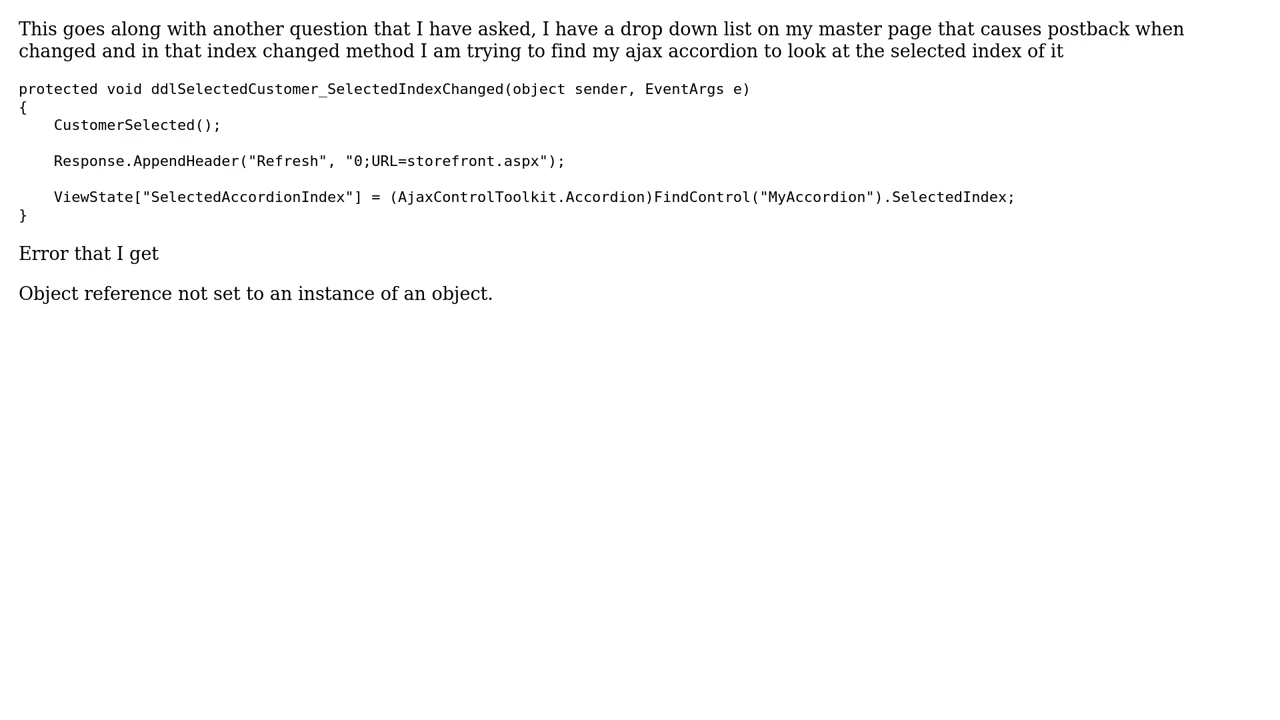 This goes along with another question that I have asked, I have a drop down list on my master page that causes postback when
changed and in that index changed method I am trying to find my ajax accordion to look at the selected index of it
protected void ddlSelectedCustomer_SelectedIndexChanged(object sender, EventArgs e)
{
    CustomerSelected();
    Response.AppendHeader("Refresh", "0;URL=storefront.aspx");
    ViewState["SelectedAccordionIndex"] = (AjaxControlToolkit.Accordion)FindControl("MyAccordion").SelectedIndex;
}
Error that I get
Object reference not set to an instance of an object.